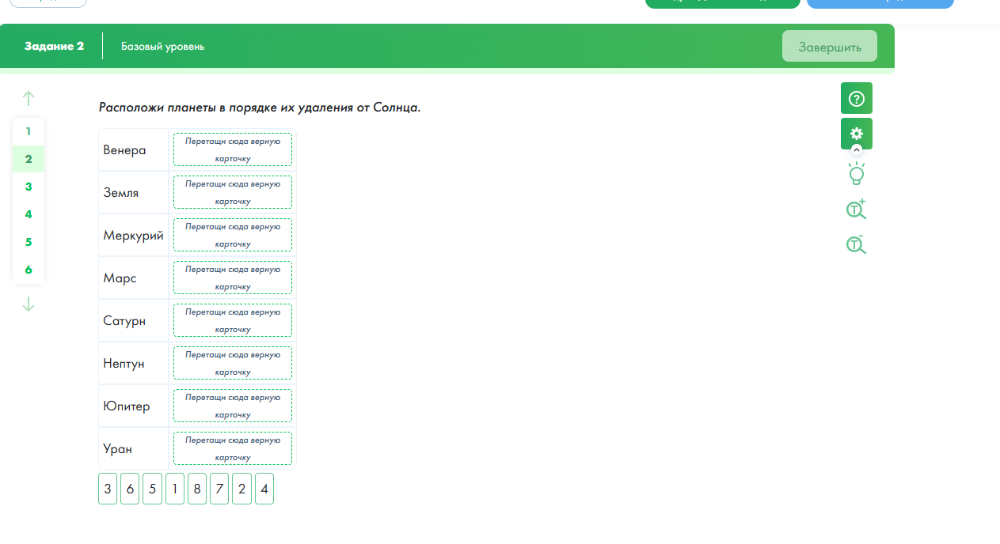 Задание 2
Базовый уровень
Завершить
Расположи планеты в порядке их удаления от Солнца.
1
2
3
4
5
6
Венера
Перетащи сюда верную
карточку
Земля
Перетащи сюда верную
карточку
Меркурий
Перетащи сюда верную
карточку
Марс
Перетащи сюда верную
карточку
Сатурн
Перетащи сюда верную
карточку
Нептун
Перетащи сюда верную
карточку
Юпитер
Перетащи сюда верную
карточку
Уран
Перетащи сюда верную
карточку
3 6 5 1 8 7 2 4